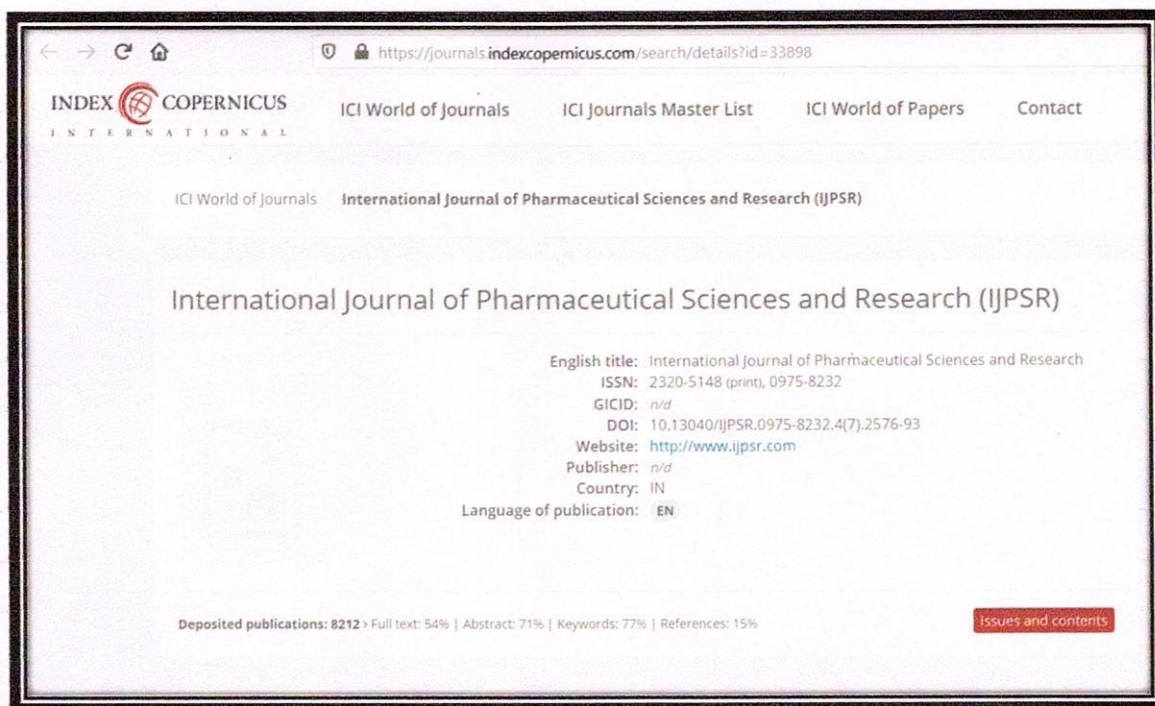 https://journals.indexcopernicus.com/search/details?id=33898
INDEX COPERNICUS
INTERNATIONAL
ICI World of Journals ICI Journals Master List ICI World of Papers Contact
ICI World of Journals International Journal of Pharmaceutical Sciences and Research (IJPSR)
International Journal of Pharmaceutical Sciences and Research (IJPSR)
English title: International Journal of Pharmaceutical Sciences and Research
ISSN: 2320-5148 (print), 0975-8232
GICID: n/d
DOI: 10.13040/IJPSR.0975-8232.4(7).2576-93
Website: http://www.ijpsr.com
Publisher: n/d
Country: IN
Language of publication: EN
Deposited publications: 8212 › Full text: 54% | Abstract: 71% | Keywords: 77% | References: 15%
Issues and contents